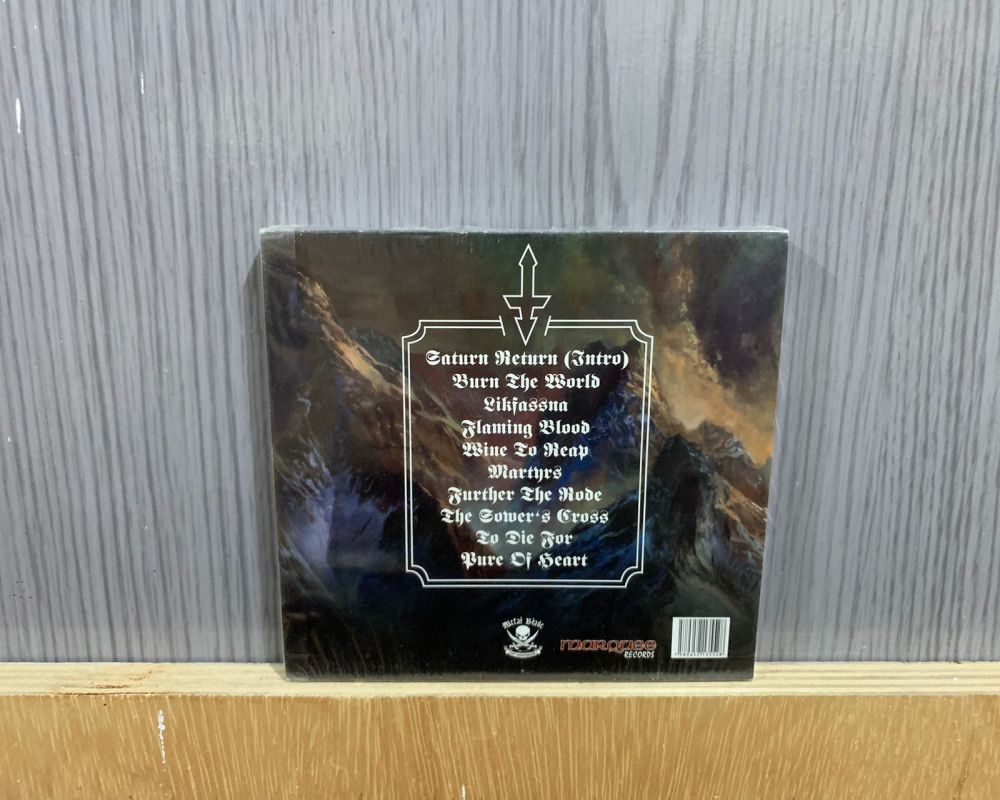 Saturn Return (Intro)
Burn The World
Likfassna
Flaming Blood
Wine To Reap
Martyrs
Further The Rode
The Sower's Cross
To Die For
Pure Of Heart
Metal Blade
MARQUEE
RECORDS